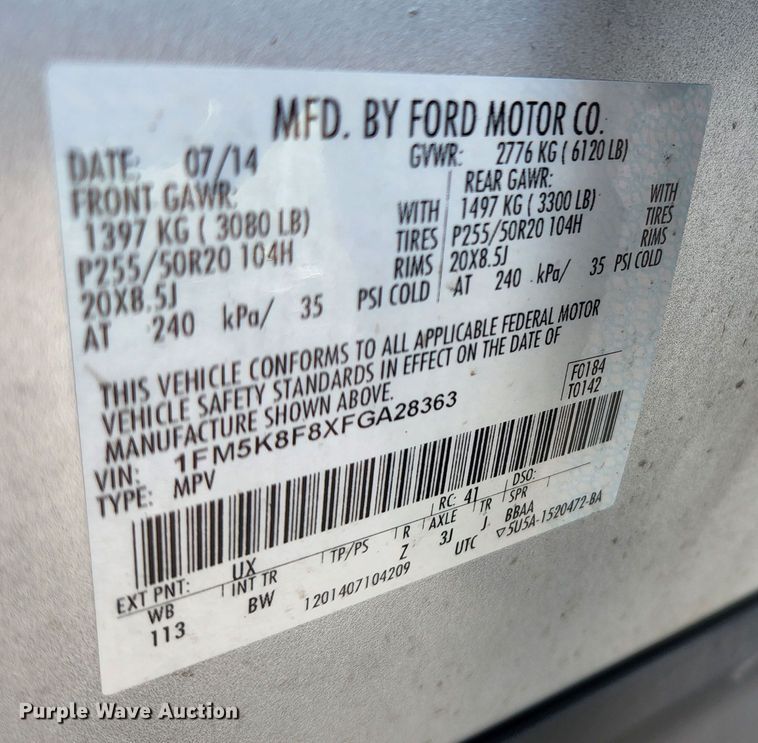 MFD. BY FORD MOTOR CO.
DATE: 07/14 GVWR: 2776 KG ( 6120 LB)
FRONT GAWR: REAR GAWR:
1397 KG ( 3080 LB) WITH 1497 KG ( 3300 LB) WITH
P255/50R20 104H TIRES P255/50R20 104H TIRES
20X8.5J RIMS 20X8.5J RIMS
AT 240 kPa/ 35 PSI COLD AT 240 kPa/ 35 PSI COLD
THIS VEHICLE CONFORMS TO ALL APPLICABLE FEDERAL MOTOR
VEHICLE SAFETY STANDARDS IN EFFECT ON THE DATE OF
MANUFACTURE SHOWN ABOVE.
F0184
T0142
VIN: 1FM5K8F8XFGA28363
TYPE: MPV
EXT PNT: UX RC: 41 DSO:
WB INT TR TP/PS R AXLE TR SPR
113 BW Z 3J J BBAA
1201407104209 UTC ▽5U5A-1520472-BA
Purple Wave Auction